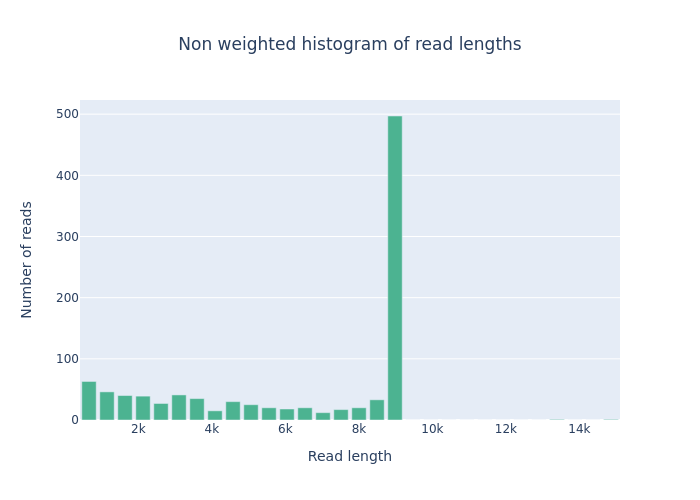 Non weighted histogram of read lengths
Number of reads
500
400
300
200
100
0
2k 4k 6k 8k 10k 12k 14k
Read length